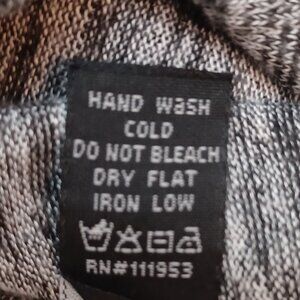 HAND WaSH
COLD
DO NOT BLEACH
DRY FLAT
IRON LOW
RN#111953